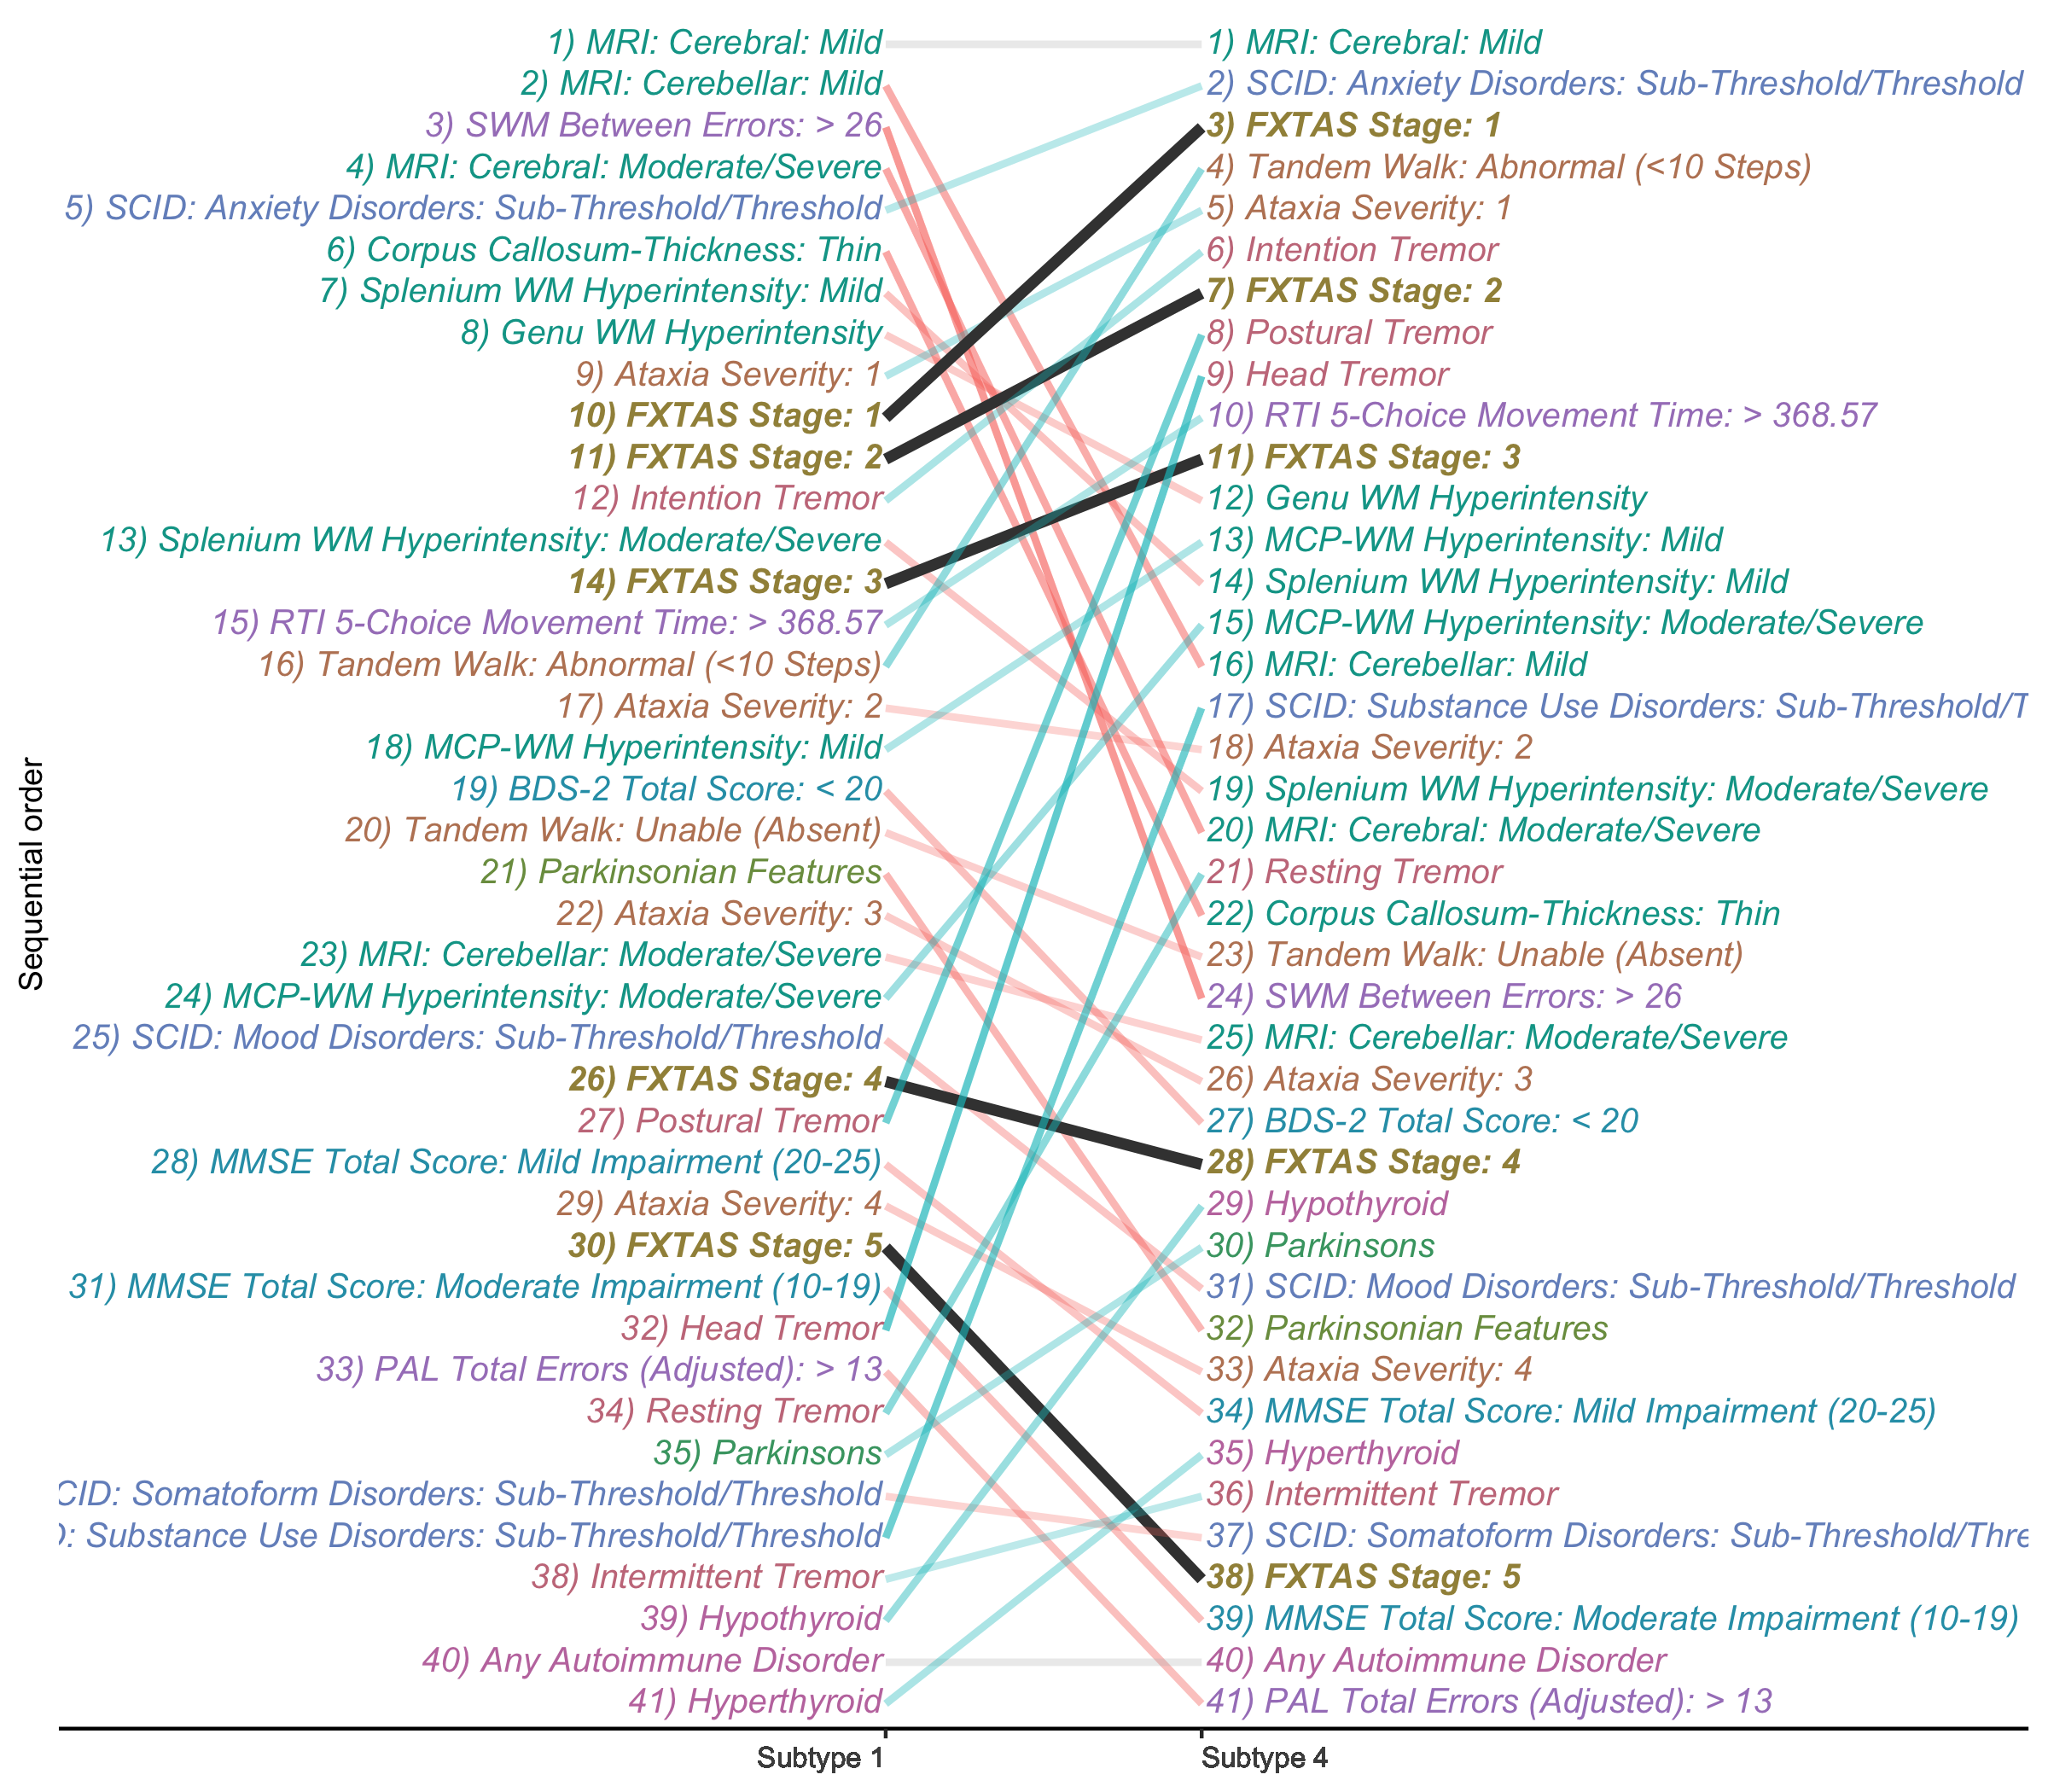 Sequential order
1) MRI: Cerebral: Mild
2) MRI: Cerebellar: Mild
3) SWM Between Errors: > 26
4) MRI: Cerebral: Moderate/Severe
5) SCID: Anxiety Disorders: Sub-Threshold/Threshold
6) Corpus Callosum-Thickness: Thin
7) Splenium WM Hyperintensity: Mild
8) Genu WM Hyperintensity
9) Ataxia Severity: 1
10) FXTAS Stage: 1
11) FXTAS Stage: 2
12) Intention Tremor
13) Splenium WM Hyperintensity: Moderate/Severe
14) FXTAS Stage: 3
15) RTI 5-Choice Movement Time: > 368.57
16) Tandem Walk: Abnormal (<10 Steps)
17) Ataxia Severity: 2
18) MCP-WM Hyperintensity: Mild
19) BDS-2 Total Score: < 20
20) Tandem Walk: Unable (Absent)
21) Parkinsonian Features
22) Ataxia Severity: 3
23) MRI: Cerebellar: Moderate/Severe
24) MCP-WM Hyperintensity: Moderate/Severe
25) SCID: Mood Disorders: Sub-Threshold/Threshold
26) FXTAS Stage: 4
27) Postural Tremor
28) MMSE Total Score: Mild Impairment (20-25)
29) Ataxia Severity: 4
30) FXTAS Stage: 5
31) MMSE Total Score: Moderate Impairment (10-19)
32) Head Tremor
33) PAL Total Errors (Adjusted): > 13
34) Resting Tremor
35) Parkinsons
CID: Somatoform Disorders: Sub-Threshold/Threshold
: Substance Use Disorders: Sub-Threshold/Threshold
38) Intermittent Tremor
39) Hypothyroid
40) Any Autoimmune Disorder
41) Hyperthyroid
Subtype 1
1) MRI: Cerebral: Mild
2) SCID: Anxiety Disorders: Sub-Threshold/Threshold
3) FXTAS Stage: 1
4) Tandem Walk: Abnormal (<10 Steps)
5) Ataxia Severity: 1
6) Intention Tremor
7) FXTAS Stage: 2
8) Postural Tremor
9) Head Tremor
10) RTI 5-Choice Movement Time: > 368.57
11) FXTAS Stage: 3
12) Genu WM Hyperintensity
13) MCP-WM Hyperintensity: Mild
14) Splenium WM Hyperintensity: Mild
15) MCP-WM Hyperintensity: Moderate/Severe
16) MRI: Cerebellar: Mild
17) SCID: Substance Use Disorders: Sub-Threshold/T
18) Ataxia Severity: 2
19) Splenium WM Hyperintensity: Moderate/Severe
20) MRI: Cerebral: Moderate/Severe
21) Resting Tremor
22) Corpus Callosum-Thickness: Thin
23) Tandem Walk: Unable (Absent)
24) SWM Between Errors: > 26
25) MRI: Cerebellar: Moderate/Severe
26) Ataxia Severity: 3
27) BDS-2 Total Score: < 20
28) FXTAS Stage: 4
29) Hypothyroid
30) Parkinsons
31) SCID: Mood Disorders: Sub-Threshold/Threshold
32) Parkinsonian Features
33) Ataxia Severity: 4
34) MMSE Total Score: Mild Impairment (20-25)
35) Hyperthyroid
36) Intermittent Tremor
37) SCID: Somatoform Disorders: Sub-Threshold/Thre
38) FXTAS Stage: 5
39) MMSE Total Score: Moderate Impairment (10-19)
40) Any Autoimmune Disorder
41) PAL Total Errors (Adjusted): > 13
Subtype 4